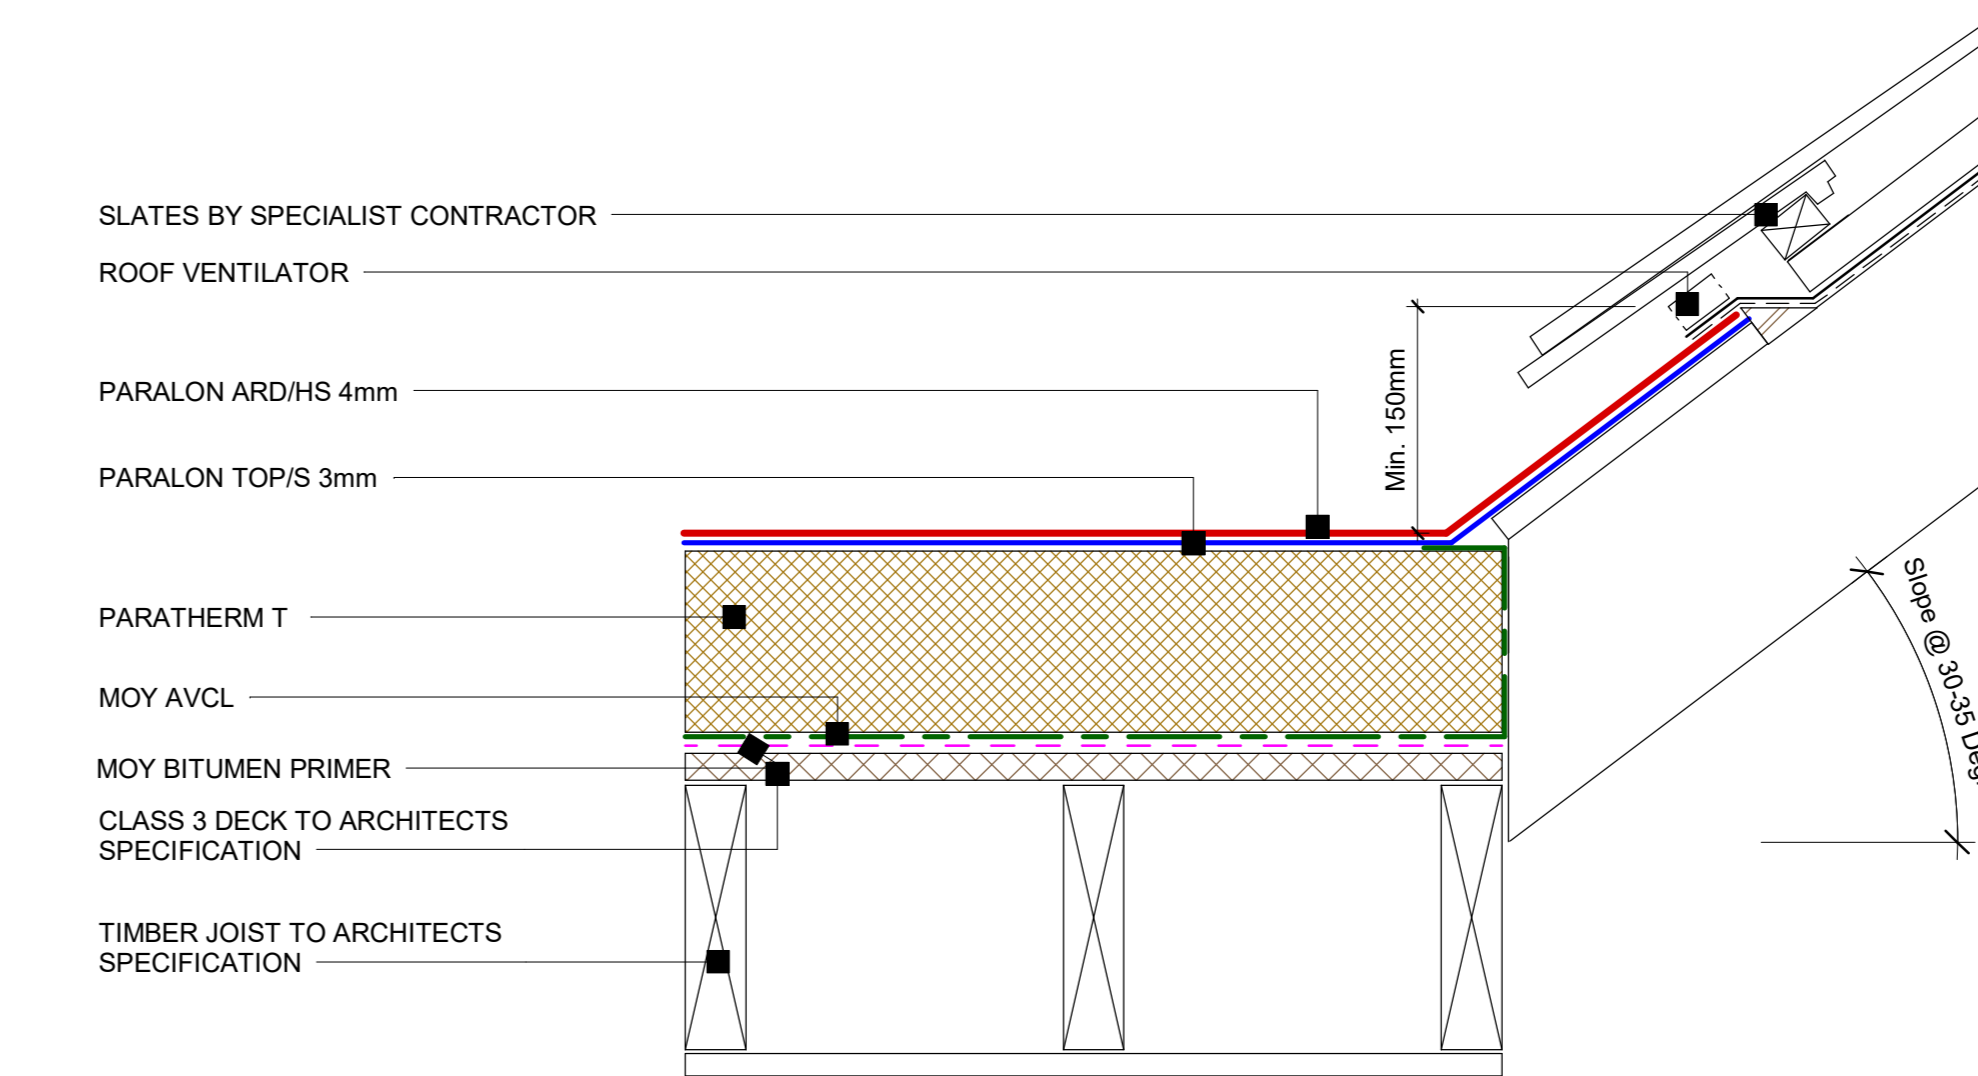 SLATES BY SPECIALIST CONTRACTOR
ROOF VENTILATOR
PARALON ARD/HS 4mm
Min. 150mm
PARALON TOP/S 3mm
PARATHERM T
Slope @ 30-35 Deg.
MOY AVCL
MOY BITUMEN PRIMER
CLASS 3 DECK TO ARCHITECTS
SPECIFICATION
TIMBER JOIST TO ARCHITECTS
SPECIFICATION